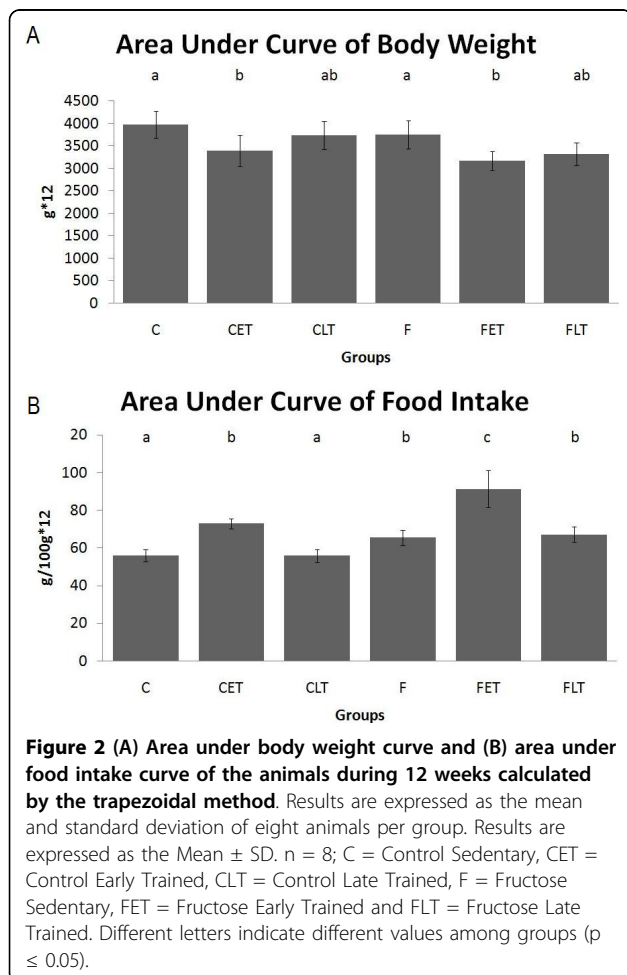 A
Area Under Curve of Body Weight
a b ab a b ab
4500
4000
3500
3000
2500
2000
1500
1000
500
0
g*12
C CET CLT F FET FLT
Groups
B
Area Under Curve of Food Intake
a b a b c b
20
100
80
60
40
20
0
g/100g*12
C CET CLT F FET FLT
Groups
Figure 2 (A) Area under body weight curve and (B) area under
food intake curve of the animals during 12 weeks calculated
by the trapezoidal method. Results are expressed as the mean
and standard deviation of eight animals per group. Results are
expressed as the Mean ± SD. n = 8; C = Control Sedentary, CET =
Control Early Trained, CLT = Control Late Trained, F = Fructose
Sedentary, FET = Fructose Early Trained and FLT = Fructose Late
Trained. Different letters indicate different values among groups (p
≤ 0.05).